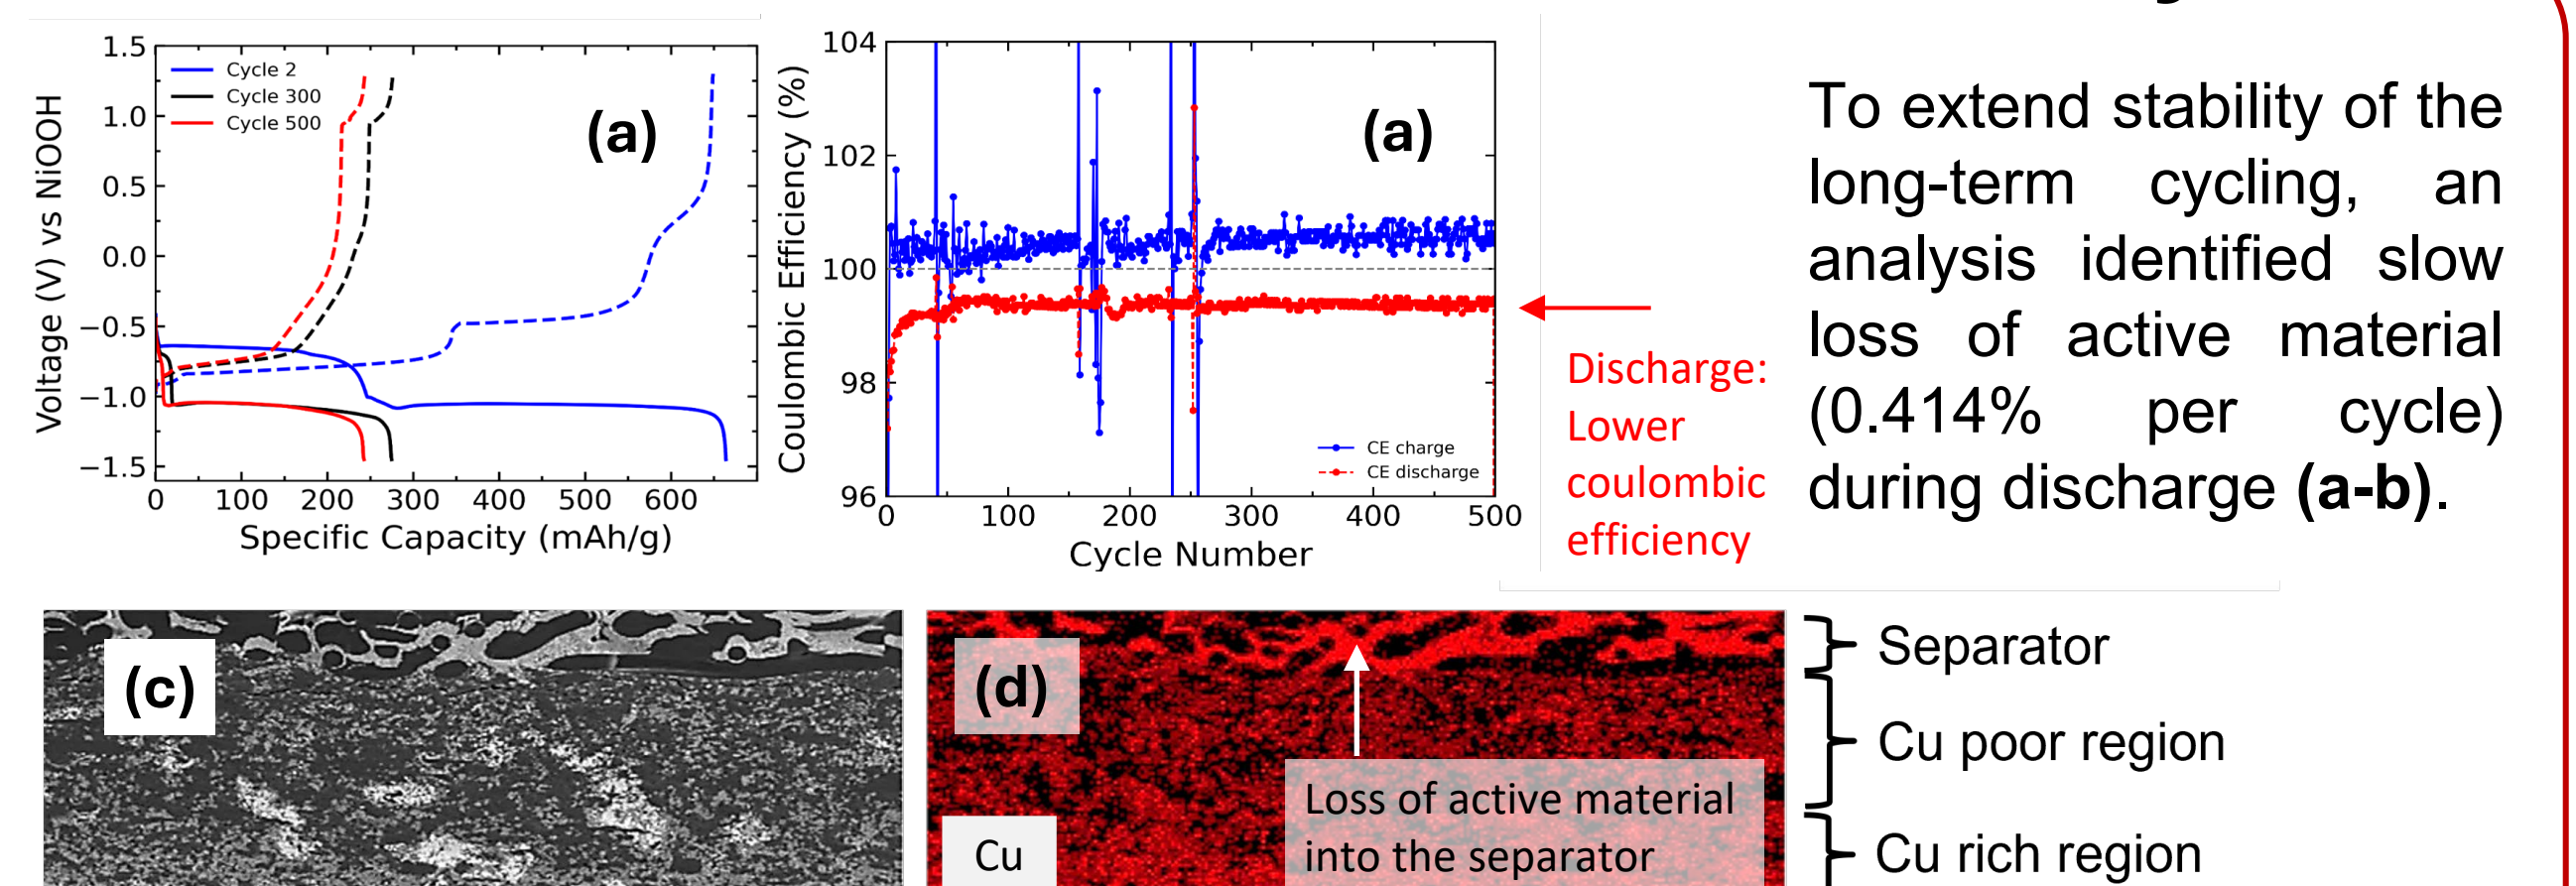 1.5
1.0
0.5
0.0
−0.5
−1.0
−1.5
Voltage (V) vs NiOOH
Cycle 2
Cycle 300
Cycle 500
(a)
0 100 200 300 400 500 600
Specific Capacity (mAh/g)
104
102
100
98
96
Coulombic Efficiency (%)
(a)
CE charge
CE discharge
0 100 200 300 400 500
Cycle Number
Discharge:
Lower
coulombic
efficiency
To extend stability of the
long-term cycling, an
analysis identified slow
loss of active material
(0.414% per cycle)
during discharge (a-b).
(c)
(d)
Cu
Loss of active material
into the separator
Separator
Cu poor region
Cu rich region